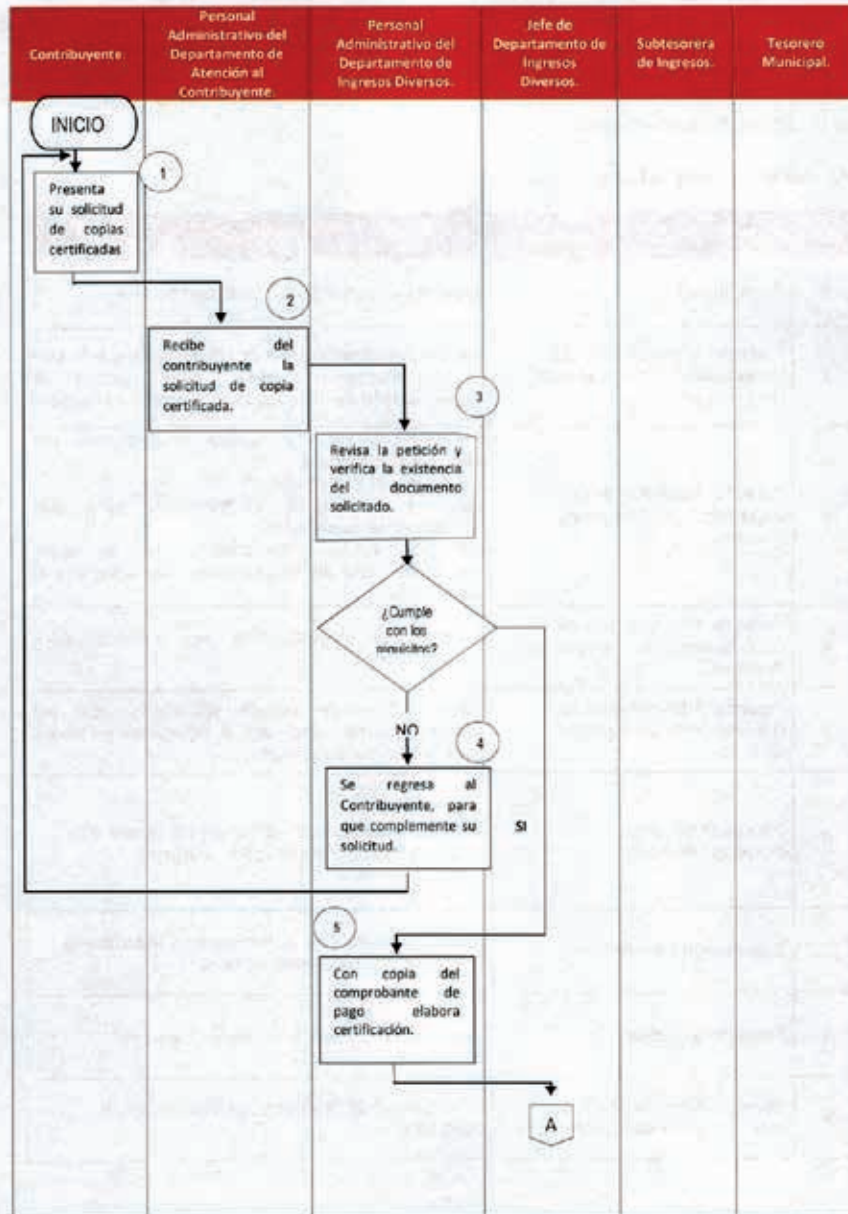 Contribuyente.
Personal
Administrativo del
Departamento de
Atención al
Contribuyente.
Personal
Administrativo del
Departamento de
Ingresos Diversos.
Jefe de
Departamento de
Ingresos
Diversos.
Subtesorera
de Ingresos.
Tesorero
Municipal.
INICIO
1
Presenta
su solicitud
de copias
certificadas
2
Recibe del
contribuyente la
solicitud de copia
certificada.
3
Revisa la petición y
verifica la existencia
del documento
solicitado.
¿Cumple
con los
requisitos?
NO
4
Se regresa al
Contribuyente, para
que complemente su
solicitud.
SI
5
Con copia del
comprobante de
pago elabora
certificación.
A